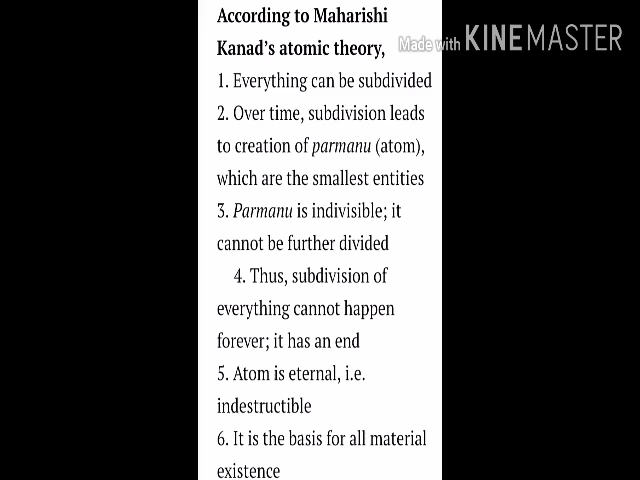 According to Maharishi
Kanad's atomic theory,
Made with KINEMASTER
1. Everything can be subdivided
2. Over time, subdivision leads
to creation of parmanu (atom),
which are the smallest entities
3. Parmanu is indivisible; it
cannot be further divided
4. Thus, subdivision of
everything cannot happen
forever; it has an end
5. Atom is eternal, i.e.
indestructible
6. It is the basis for all material
existence